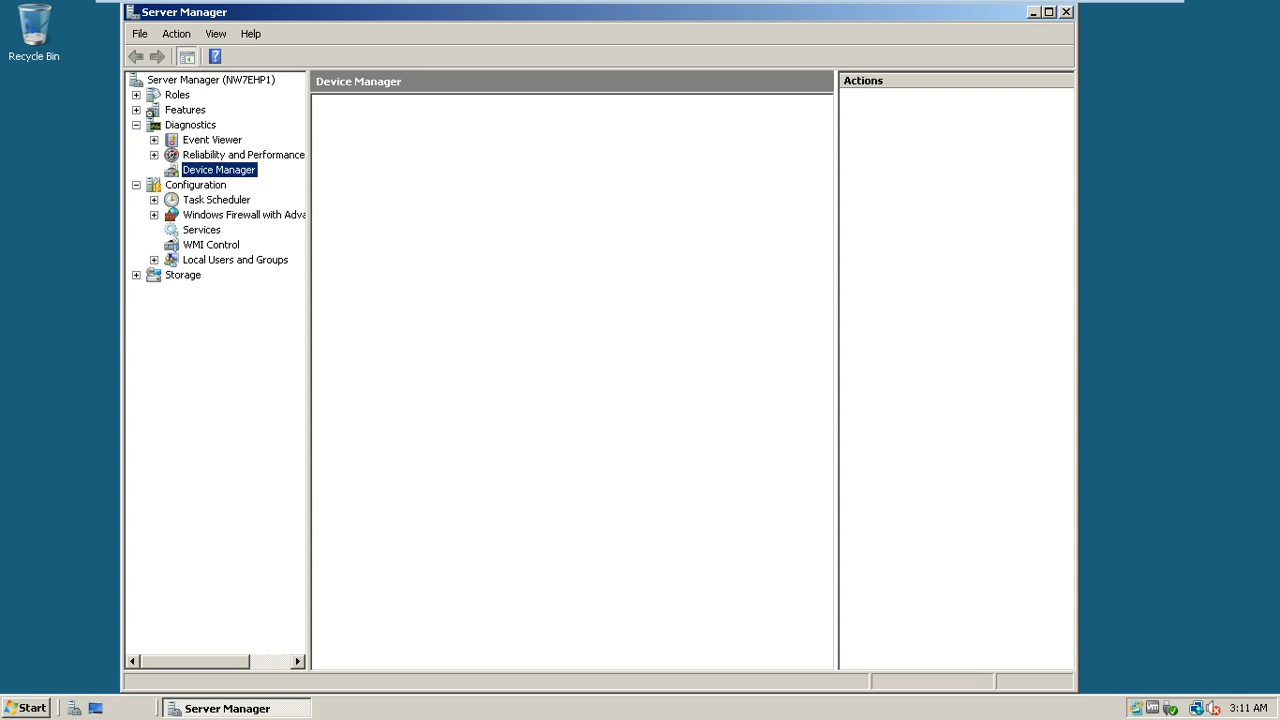 Recycle Bin
Server Manager
File Action View Help
Server Manager (NW7EHP1)
Roles
Features
Diagnostics
Event Viewer
Reliability and Performance
Device Manager
Configuration
Task Scheduler
Windows Firewall with Adva
Services
WMI Control
Local Users and Groups
Storage
Device Manager
Actions
Start
Server Manager
3:11 AM